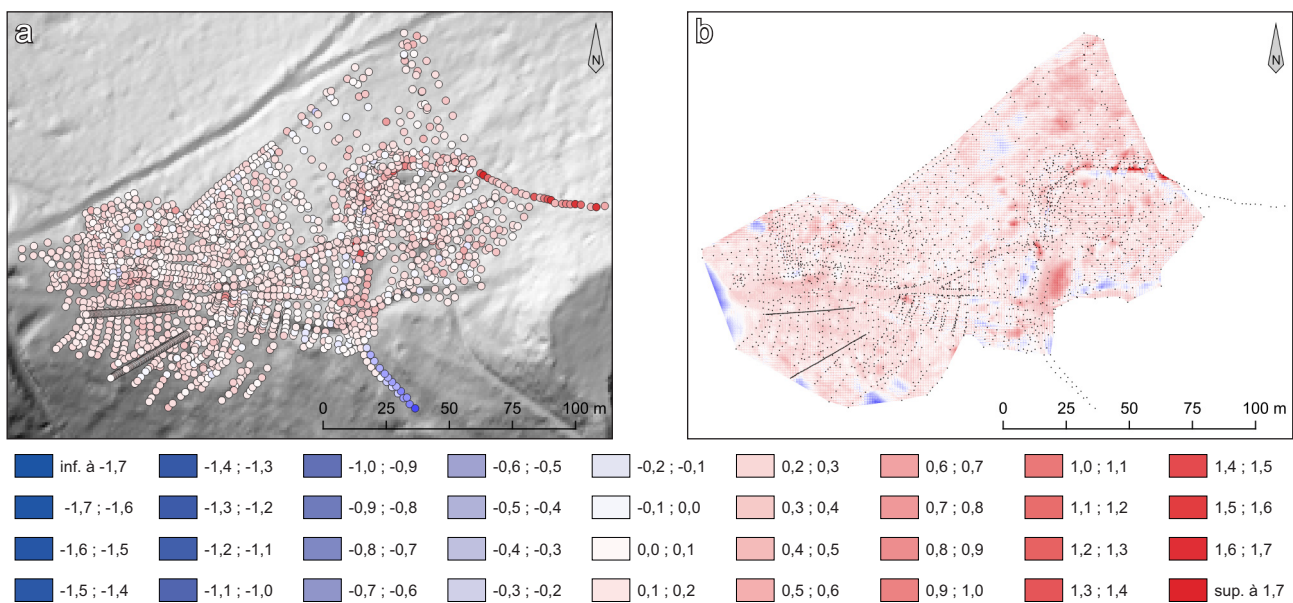 a
N
0 25 50 75 100 m
b
N
0 25 50 75 100 m
inf. à -1,7
-1,7 ; -1,6
-1,6 ; -1,5
-1,5 ; -1,4
-1,4 ; -1,3
-1,3 ; -1,2
-1,2 ; -1,1
-1,1 ; -1,0
-1,0 ; -0,9
-0,9 ; -0,8
-0,8 ; -0,7
-0,7 ; -0,6
-0,6 ; -0,5
-0,5 ; -0,4
-0,4 ; -0,3
-0,3 ; -0,2
-0,2 ; -0,1
-0,1 ; 0,0
0,0 ; 0,1
0,1 ; 0,2
0,2 ; 0,3
0,3 ; 0,4
0,4 ; 0,5
0,5 ; 0,6
0,6 ; 0,7
0,7 ; 0,8
0,8 ; 0,9
0,9 ; 1,0
1,0 ; 1,1
1,1 ; 1,2
1,2 ; 1,3
1,3 ; 1,4
1,4 ; 1,5
1,5 ; 1,6
1,6 ; 1,7
sup. à 1,7